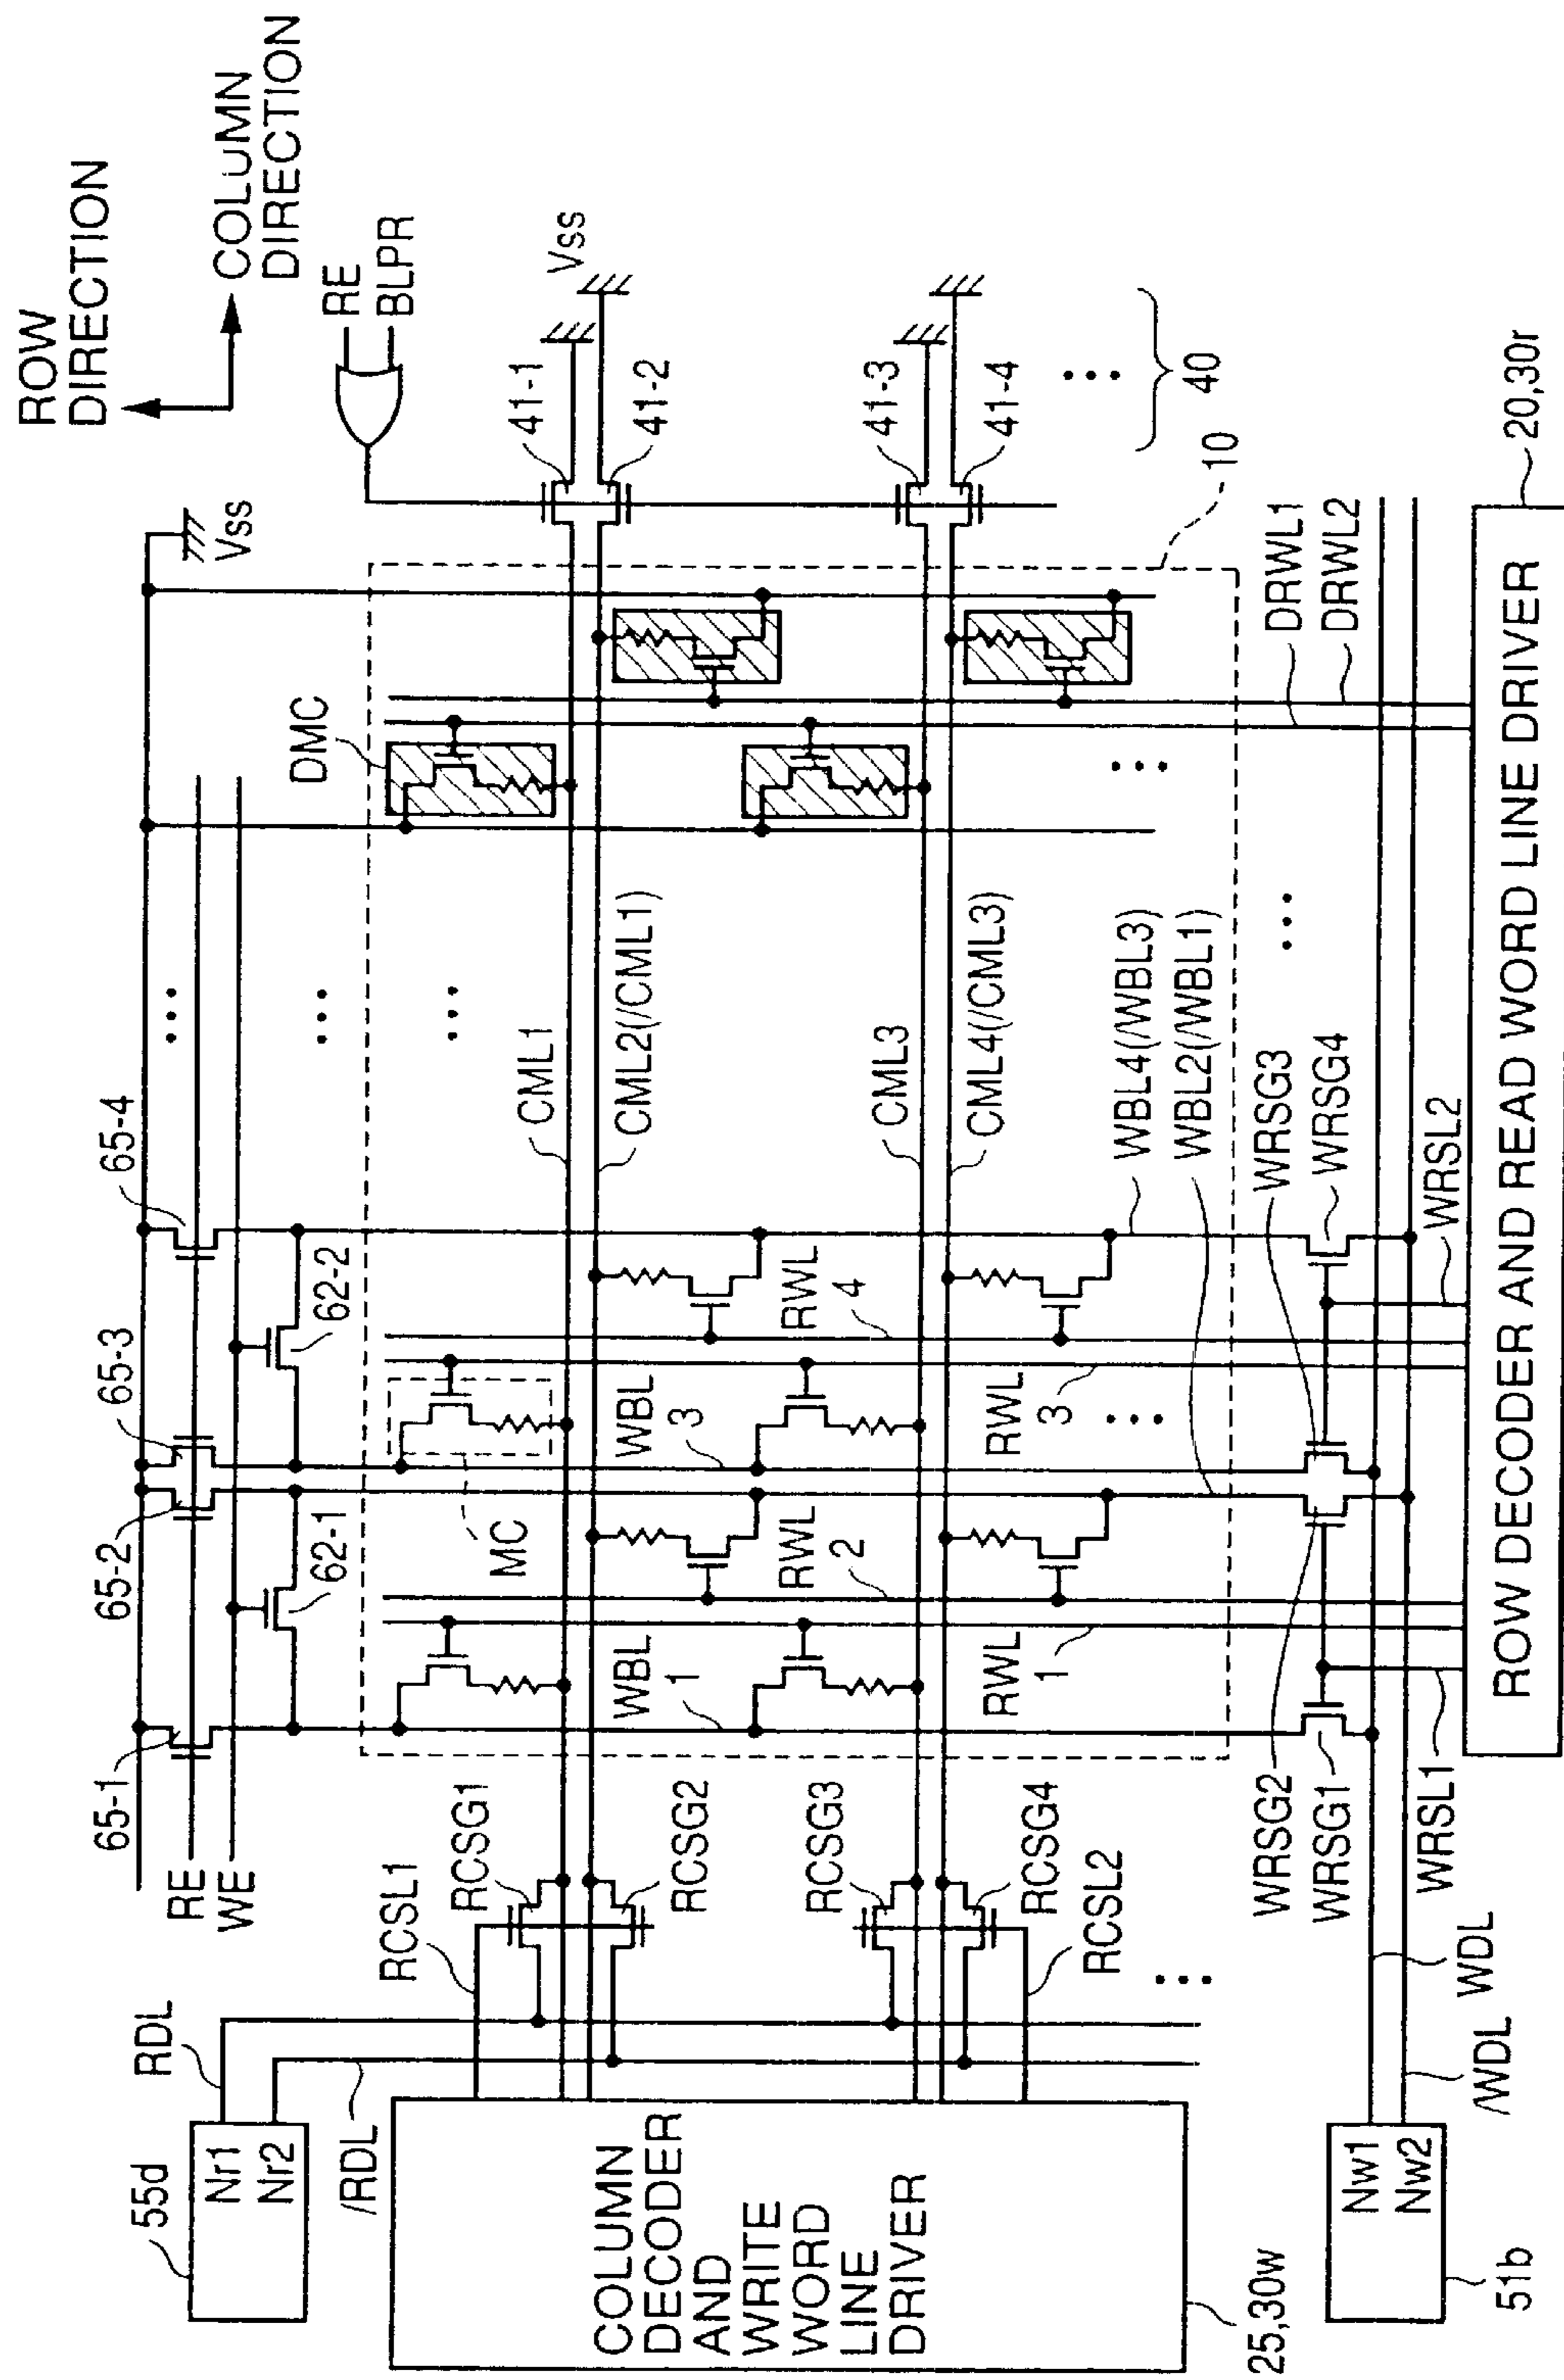 ROW
DIRECTION
COLUMN
DIRECTION
RE
BLPR
Vss
Vss
41-1
41-2
41-3
41-4
40
10
65-1
65-2
65-3
65-4
62-1
62-2
RE
WE
DMC
MC
CML1
CML2(/CML1)
CML3
CML4(/CML3)
WBL
1
WBL
3
RWL
1
RWL
2
RWL
3
RWL
4
WBL4(/WBL3)
WBL2(/WBL1)
WRSG3
WRSG4
WRSL2
WRSG2
WRSG1
WRSL1
DRWL1
DRWL2
20,30r
ROW DECODER AND READ WORD LINE DRIVER
RCSL1
RCSG1
RCSG2
RCSG3
RCSG4
RCSL2
RDL
/RDL
55d
Nr1
Nr2
COLUMN
DECODER
AND
WRITE
WORD
LINE
DRIVER
25,30w
WDL
/WDL
Nw1
Nw2
51b